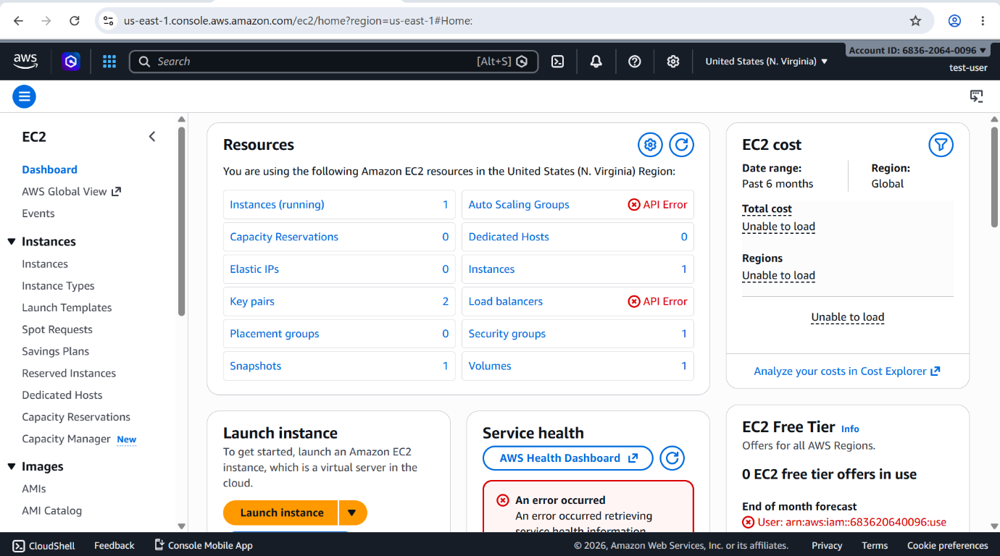 us-east-1.console.aws.amazon.com/ec2/home?region=us-east-1#Home:
aws
Search
[Alt+S]
United States (N. Virginia)
Account ID: 6836-2064-0096
test-user
EC2
Dashboard
AWS Global View
Events
Instances
Instances
Instance Types
Launch Templates
Spot Requests
Savings Plans
Reserved Instances
Dedicated Hosts
Capacity Reservations
Capacity Manager New
Images
AMIs
AMI Catalog
Resources
You are using the following Amazon EC2 resources in the United States (N. Virginia) Region:
Instances (running) 1
Auto Scaling Groups API Error
Capacity Reservations 0
Dedicated Hosts 0
Elastic IPs 0
Instances 1
Key pairs 2
Load balancers API Error
Placement groups 0
Security groups 1
Snapshots 1
Volumes 1
Launch instance
To get started, launch an Amazon EC2
instance, which is a virtual server in the
cloud.
Launch instance
Service health
AWS Health Dashboard
An error occurred
An error occurred retrieving
service health information
EC2 cost
Date range:
Past 6 months
Region:
Global
Total cost
Unable to load
Regions
Unable to load
Unable to load
Analyze your costs in Cost Explorer
EC2 Free Tier Info
Offers for all AWS Regions.
0 EC2 free tier offers in use
End of month forecast
User: arn:aws:iam::683620640096:use
CloudShell
Feedback
Console Mobile App
© 2026, Amazon Web Services, Inc. or its affiliates.
Privacy
Terms
Cookie preferences